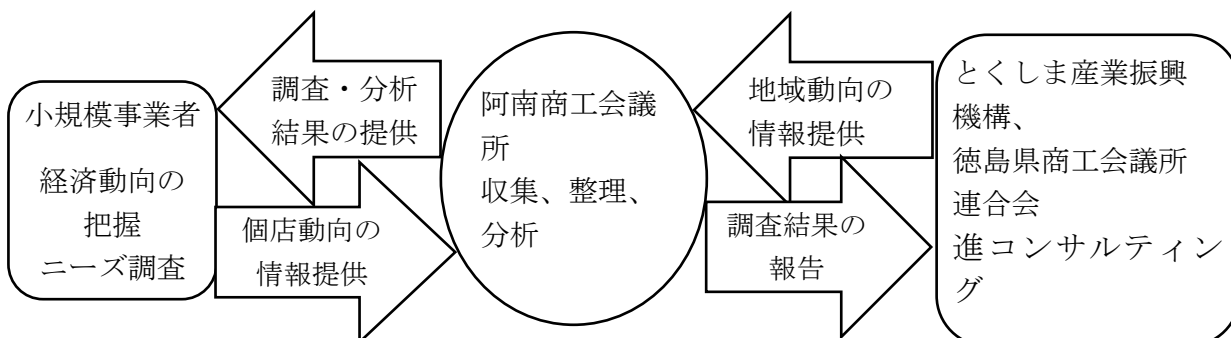 小規模事業者
経済動向の
把握
ニーズ調査
調査・分析
結果の提供
個店動向の
情報提供
阿南商工会議
所
収集、整理、
分析
地域動向の
情報提供
調査結果の
報告
とくしま産業振興
機構、
徳島県商工会議所
連合会
進コンサルティン
グ